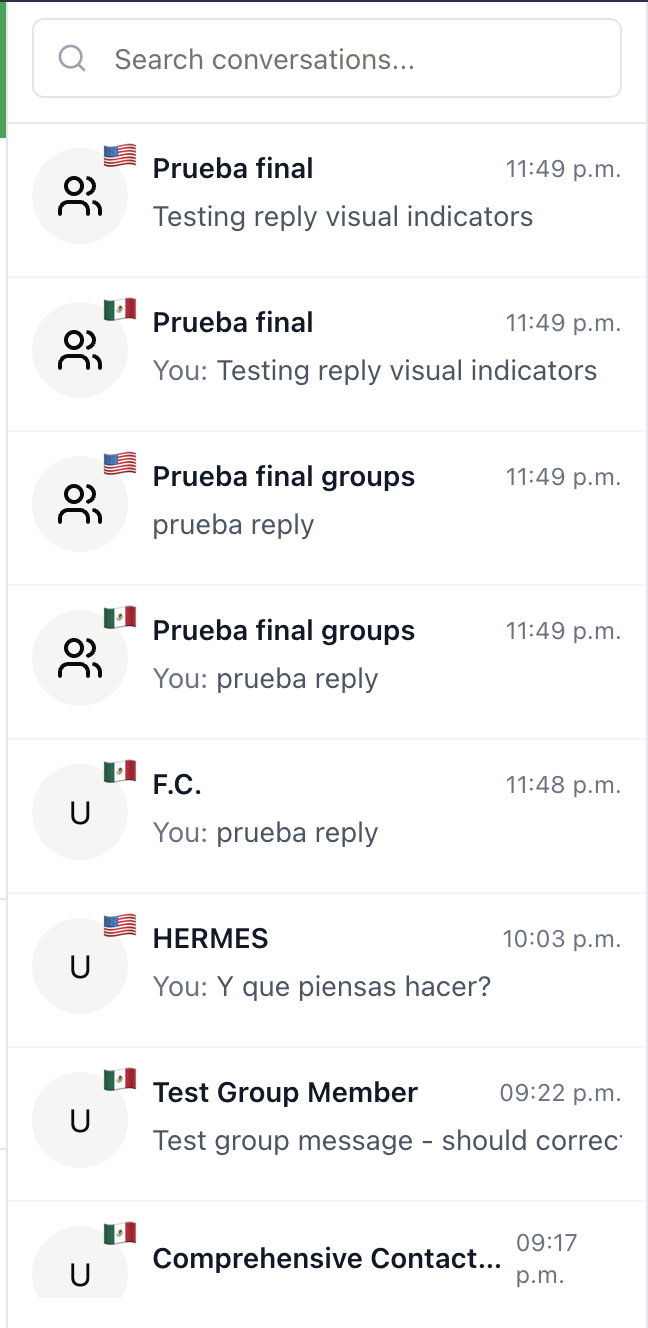 Search conversations...
Prueba final 11:49 p.m.
Testing reply visual indicators
Prueba final 11:49 p.m.
You: Testing reply visual indicators
Prueba final groups 11:49 p.m.
prueba reply
Prueba final groups 11:49 p.m.
You: prueba reply
U
F.C. 11:48 p.m.
You: prueba reply
U
HERMES 10:03 p.m.
You: Y que piensas hacer?
U
Test Group Member 09:22 p.m.
Test group message - should correc
U
Comprehensive Contact... 09:17
p.m.